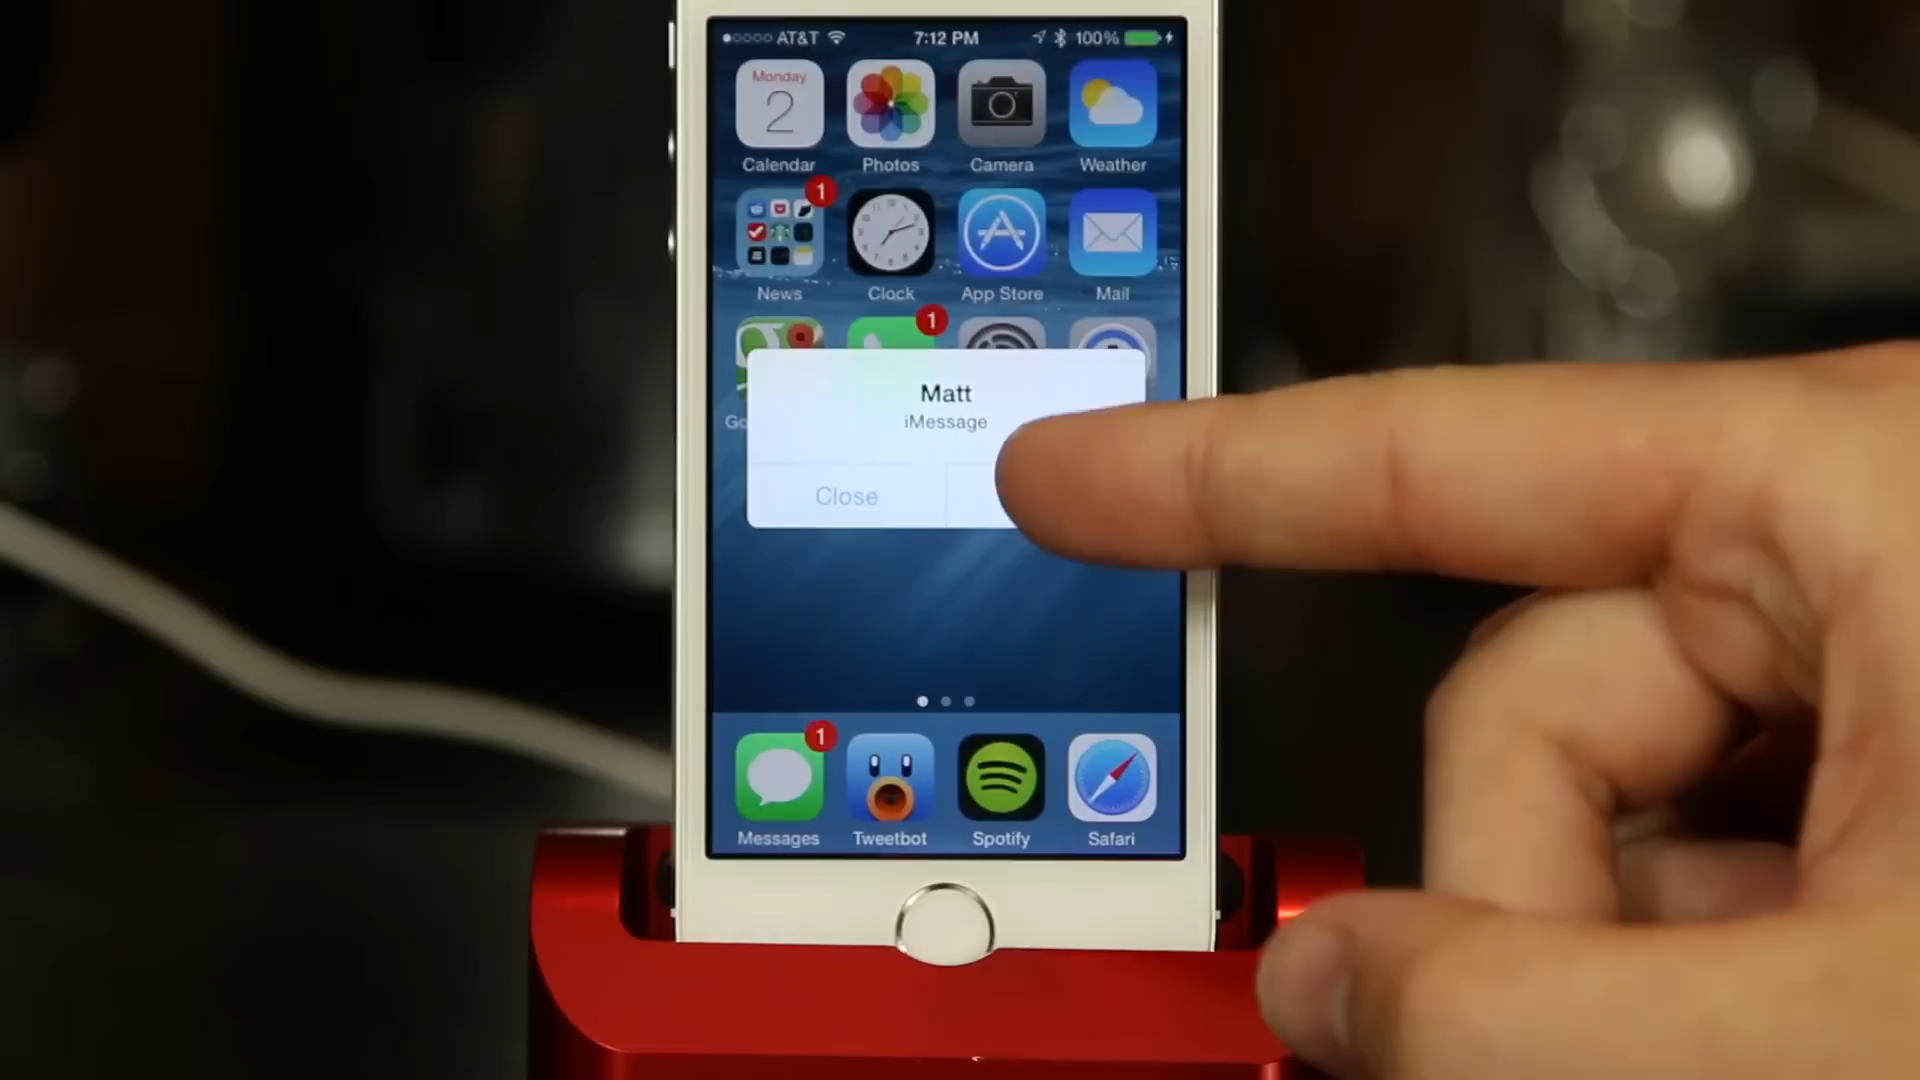 AT&T 7:12 PM 100%
Monday
2
Calendar Photos Camera Weather
1
News Clock App Store Mail
1
Go
Matt
iMessage
Close
1
Messages Tweetbot Spotify Safari